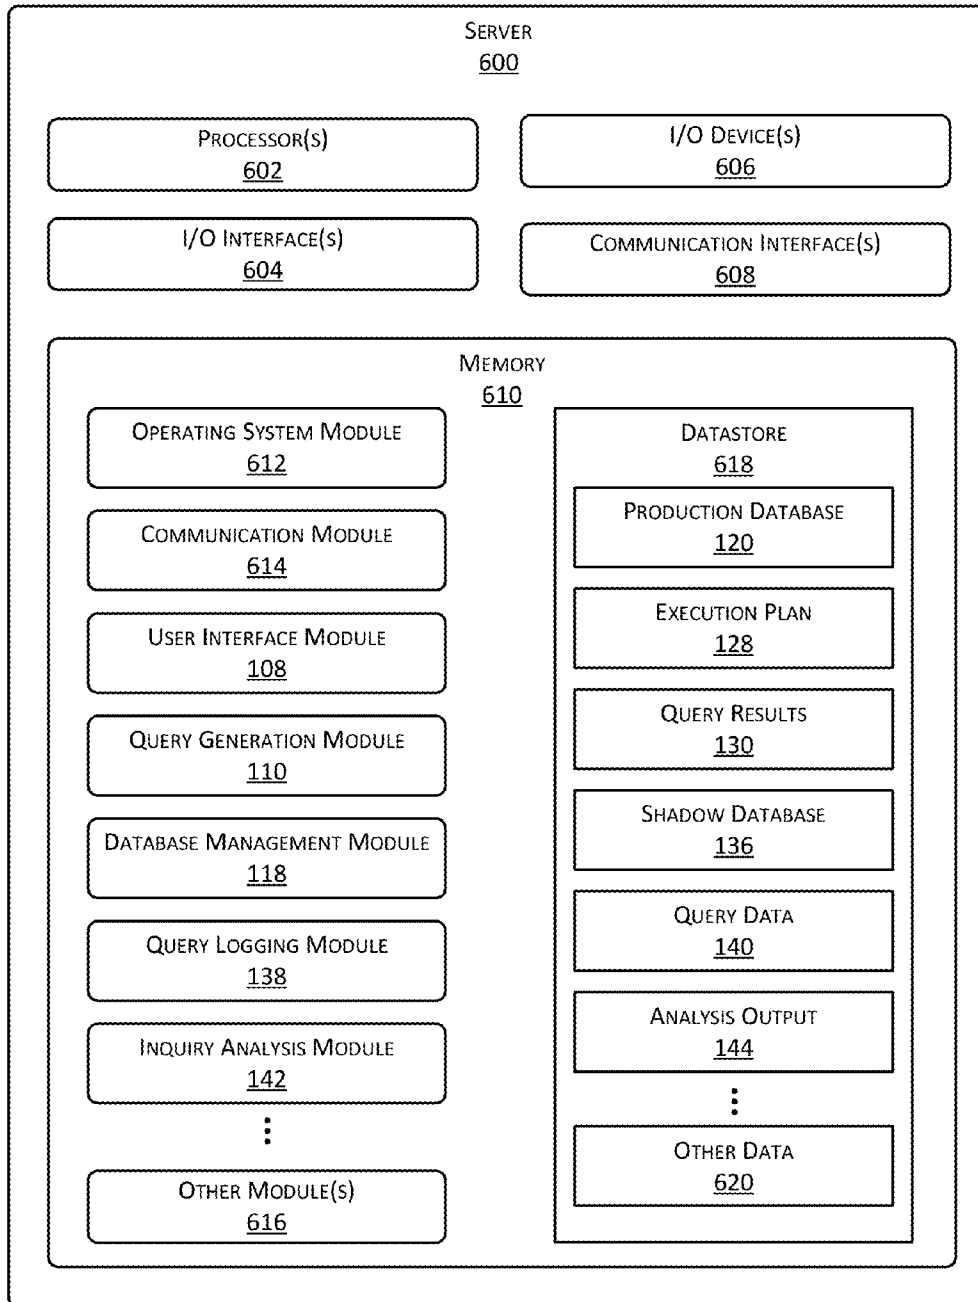 SERVER
600
PROCESSOR(S)
602
I/O DEVICE(S)
606
I/O INTERFACE(S)
604
COMMUNICATION INTERFACE(S)
608
MEMORY
610
OPERATING SYSTEM MODULE
612
COMMUNICATION MODULE
614
USER INTERFACE MODULE
108
QUERY GENERATION MODULE
110
DATABASE MANAGEMENT MODULE
118
QUERY LOGGING MODULE
138
INQUIRY ANALYSIS MODULE
142
OTHER MODULE(S)
616
DATASTORE
618
PRODUCTION DATABASE
120
EXECUTION PLAN
128
QUERY RESULTS
130
SHADOW DATABASE
136
QUERY DATA
140
ANALYSIS OUTPUT
144
OTHER DATA
620